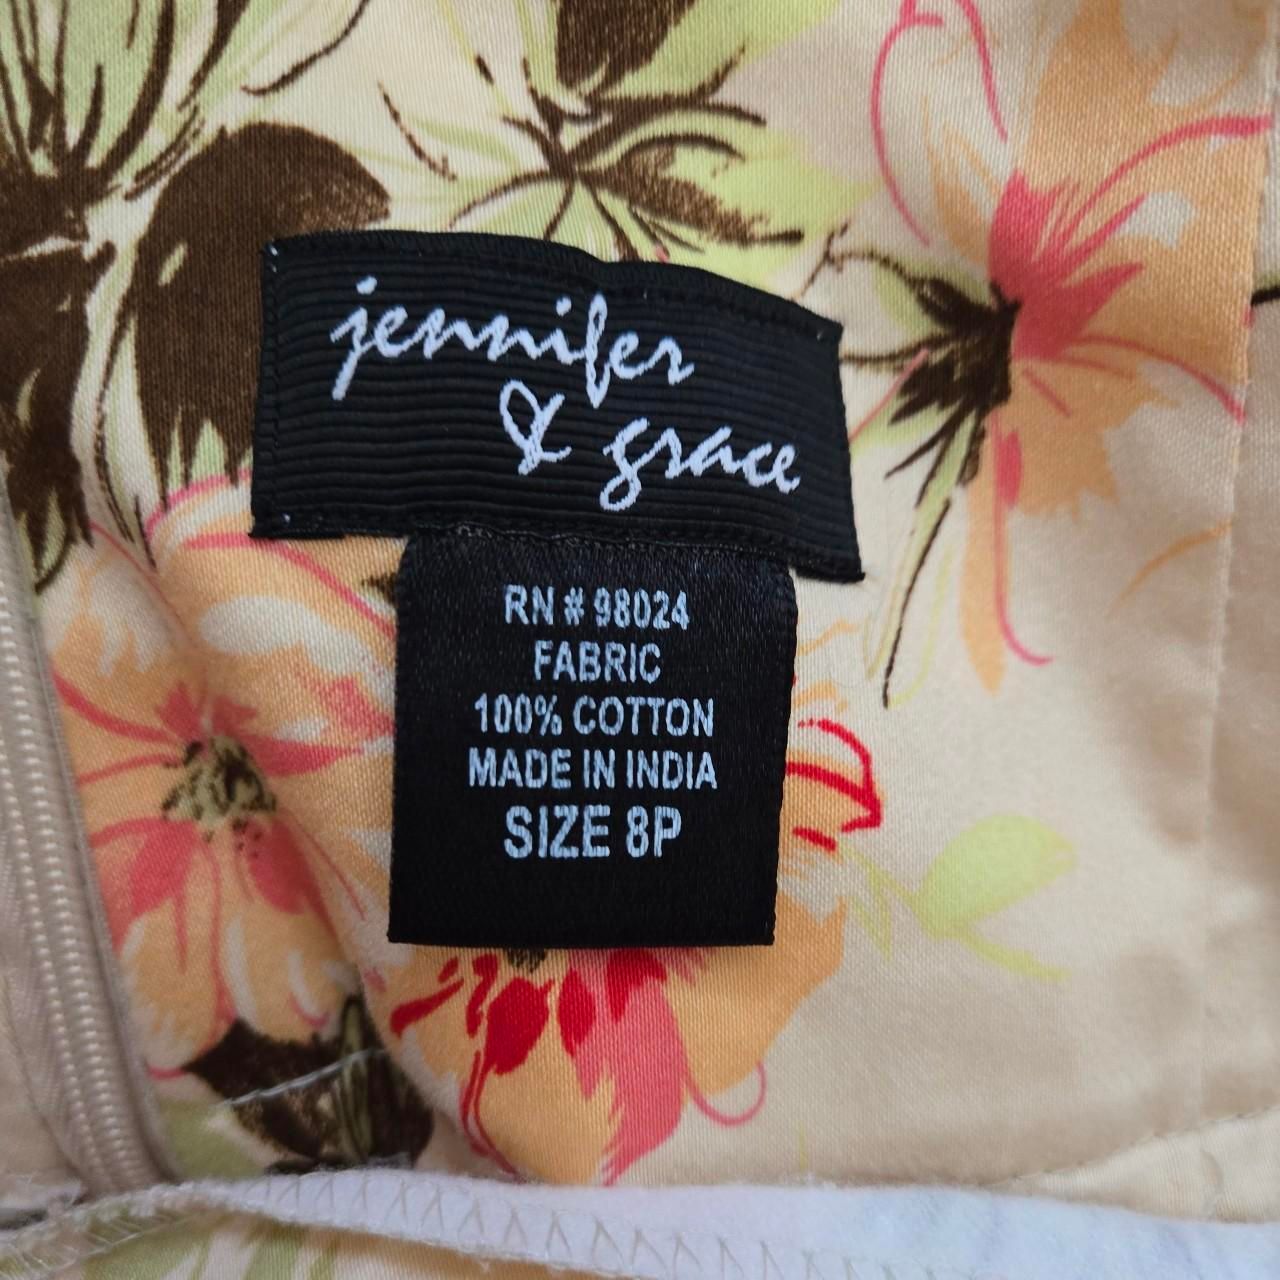 jennifer
& grace
RN # 98024
FABRIC
100% COTTON
MADE IN INDIA
SIZE 8P